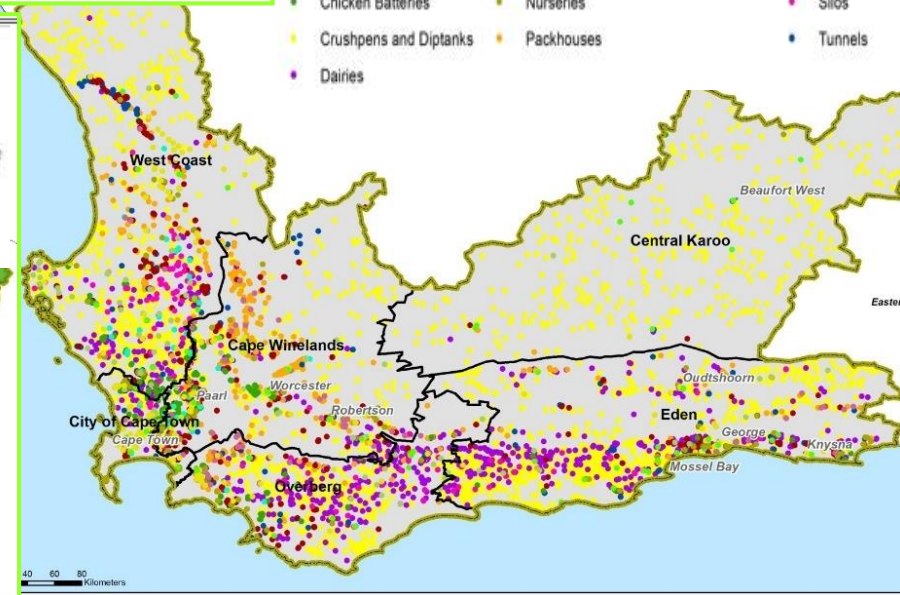 Chicken Batteries
Nurseries
Silos
Crushpens and Diptanks
Packhouses
Tunnels
Dairies
West Coast
Beaufort West
Central Karoo
Easter
Cape Winelands
Oudtshoorn
Worcester
Paarl
Robertson
Eden
City of Cape Town
George
Cape Town
Knysna
Mossel Bay
Overberg
40 60 80
Kilometers